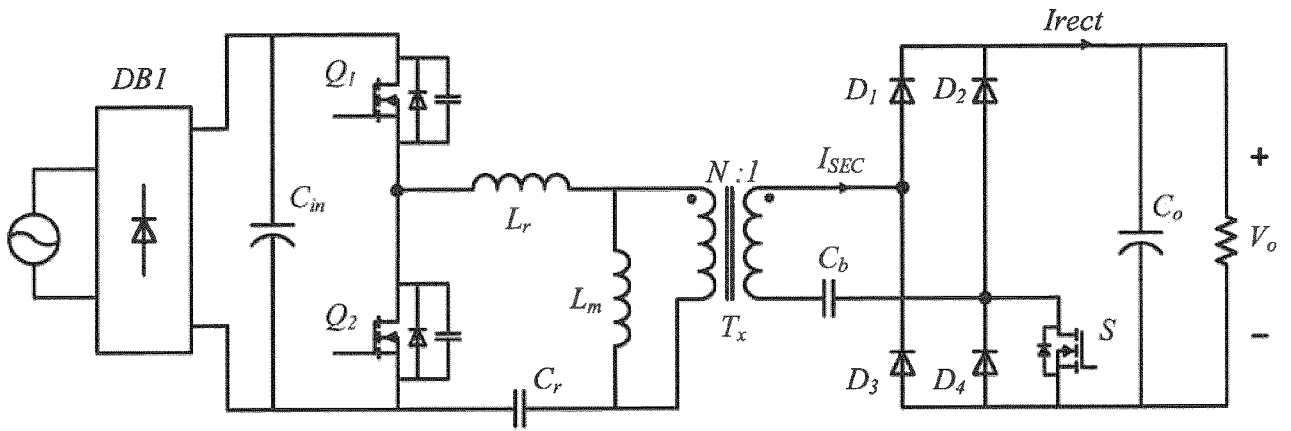 DB1
Q1
Q2
Cin
Lr
Lm
Cr
N:1
Tx
ISEC
Cb
D1
D2
D3
D4
S
Irect
Co
Vo
+
−